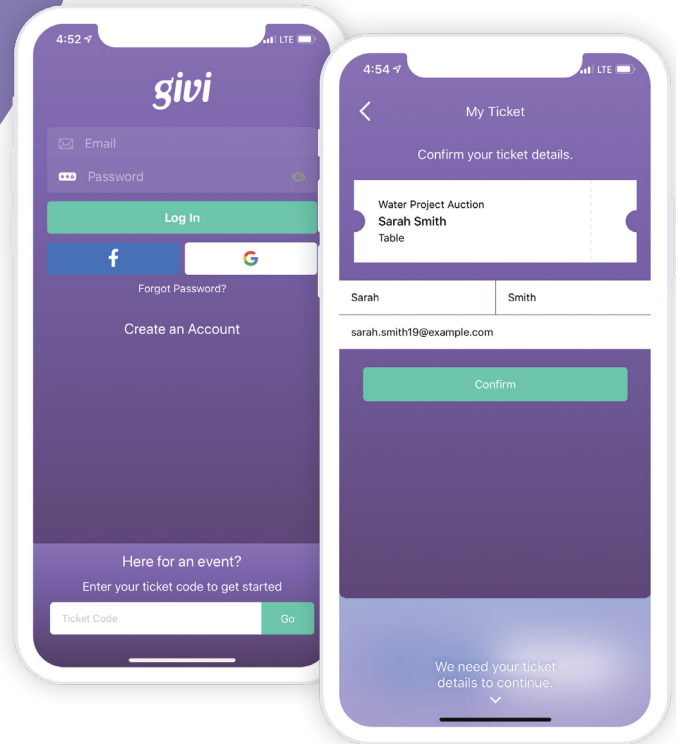 4:52
LTE
givi
Email
Password
Log In
f
G
Forgot Password?
Create an Account
Here for an event?
Enter your ticket code to get started
Ticket Code
Go
4:54
LTE
My Ticket
Confirm your ticket details.
Water Project Auction
Sarah Smith
Table
Sarah
Smith
sarah.smith19@example.com
Confirm
We need your ticket
details to continue.